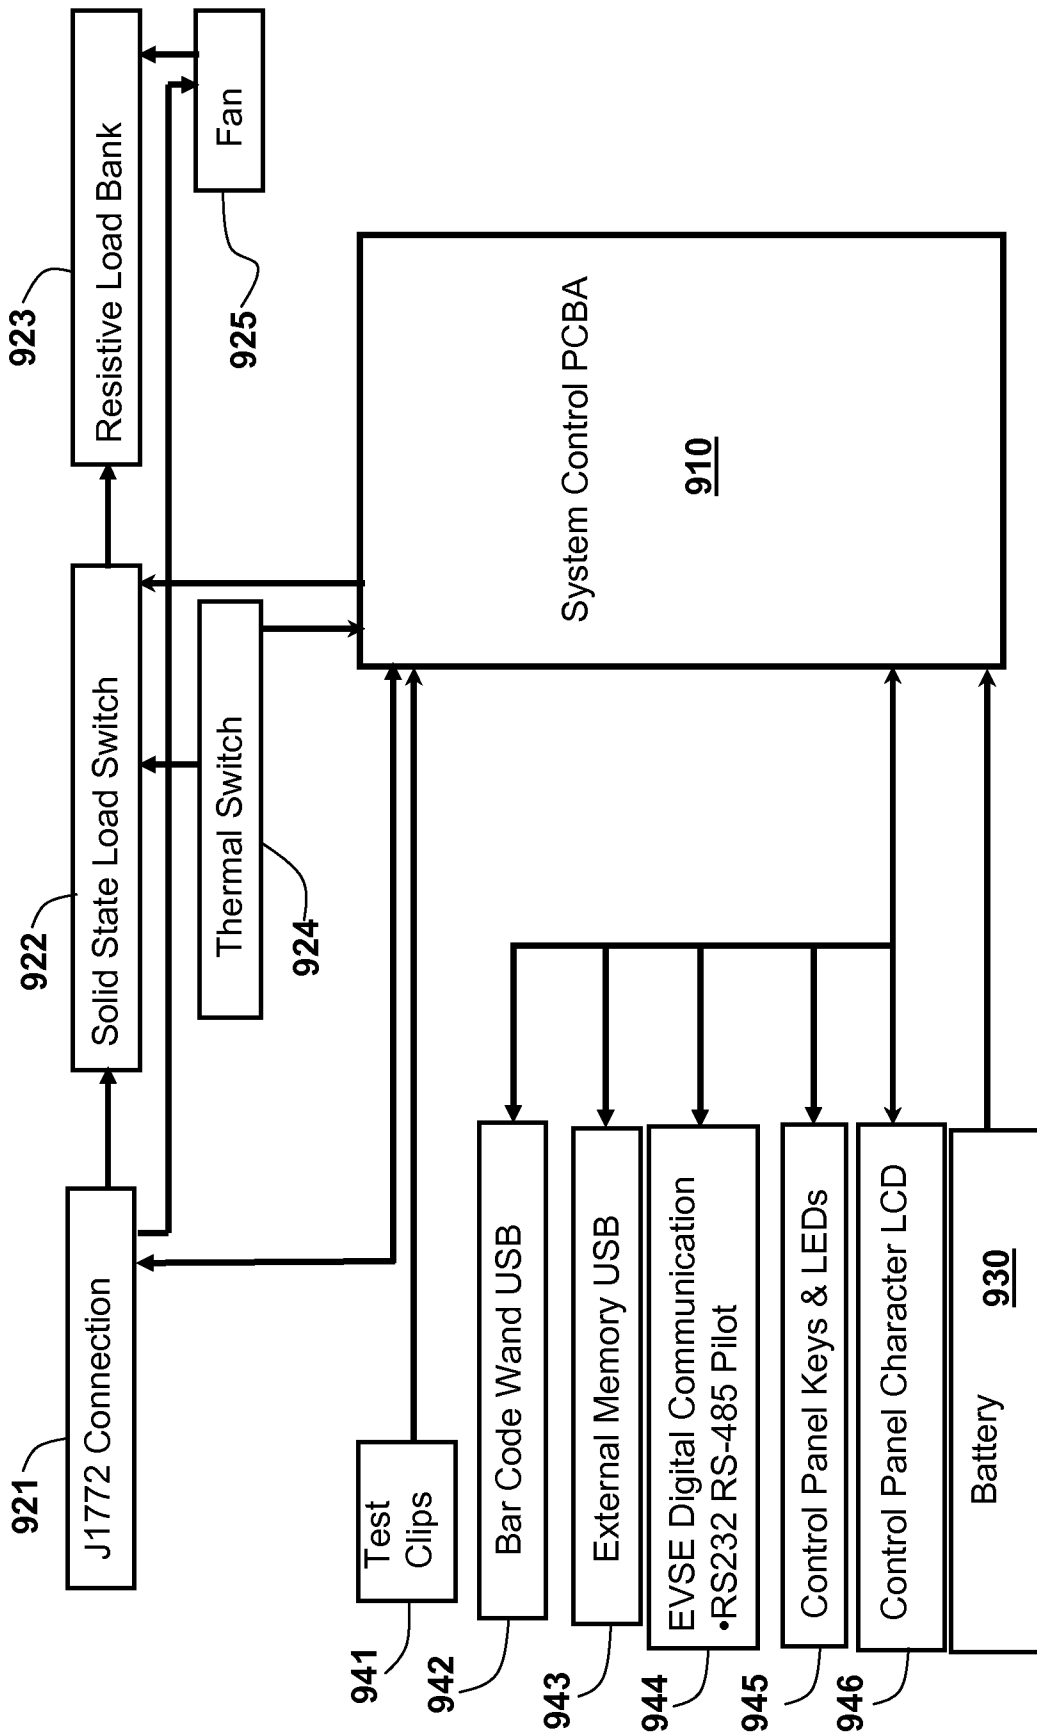 921
J1772 Connection
922
Solid State Load Switch
923
Resistive Load Bank
924
Thermal Switch
925
Fan
941
Test
Clips
942
Bar Code Wand USB
943
External Memory USB
944
EVSE Digital Communication
•RS232 RS-485 Pilot
945
Control Panel Keys & LEDs
946
Control Panel Character LCD
Battery
930
System Control PCBA
910